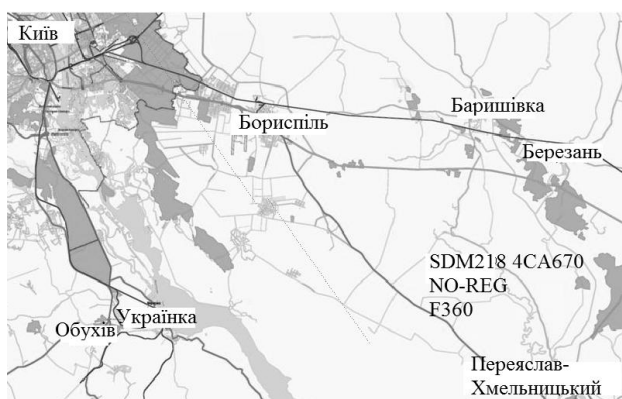 Київ
Бориспіль
Баришівка
Березань
SDM218 4CA670
NO-REG
F360
Українка
Обухів
Переяслав-
Хмельницький